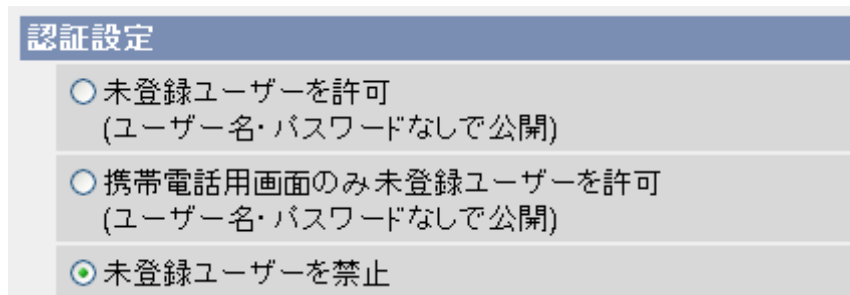 認証設定
未登録ユーザーを許可
(ユーザー名・パスワードなしで公開)
携帯電話用画面のみ未登録ユーザーを許可
(ユーザー名・パスワードなしで公開)
未登録ユーザーを禁止